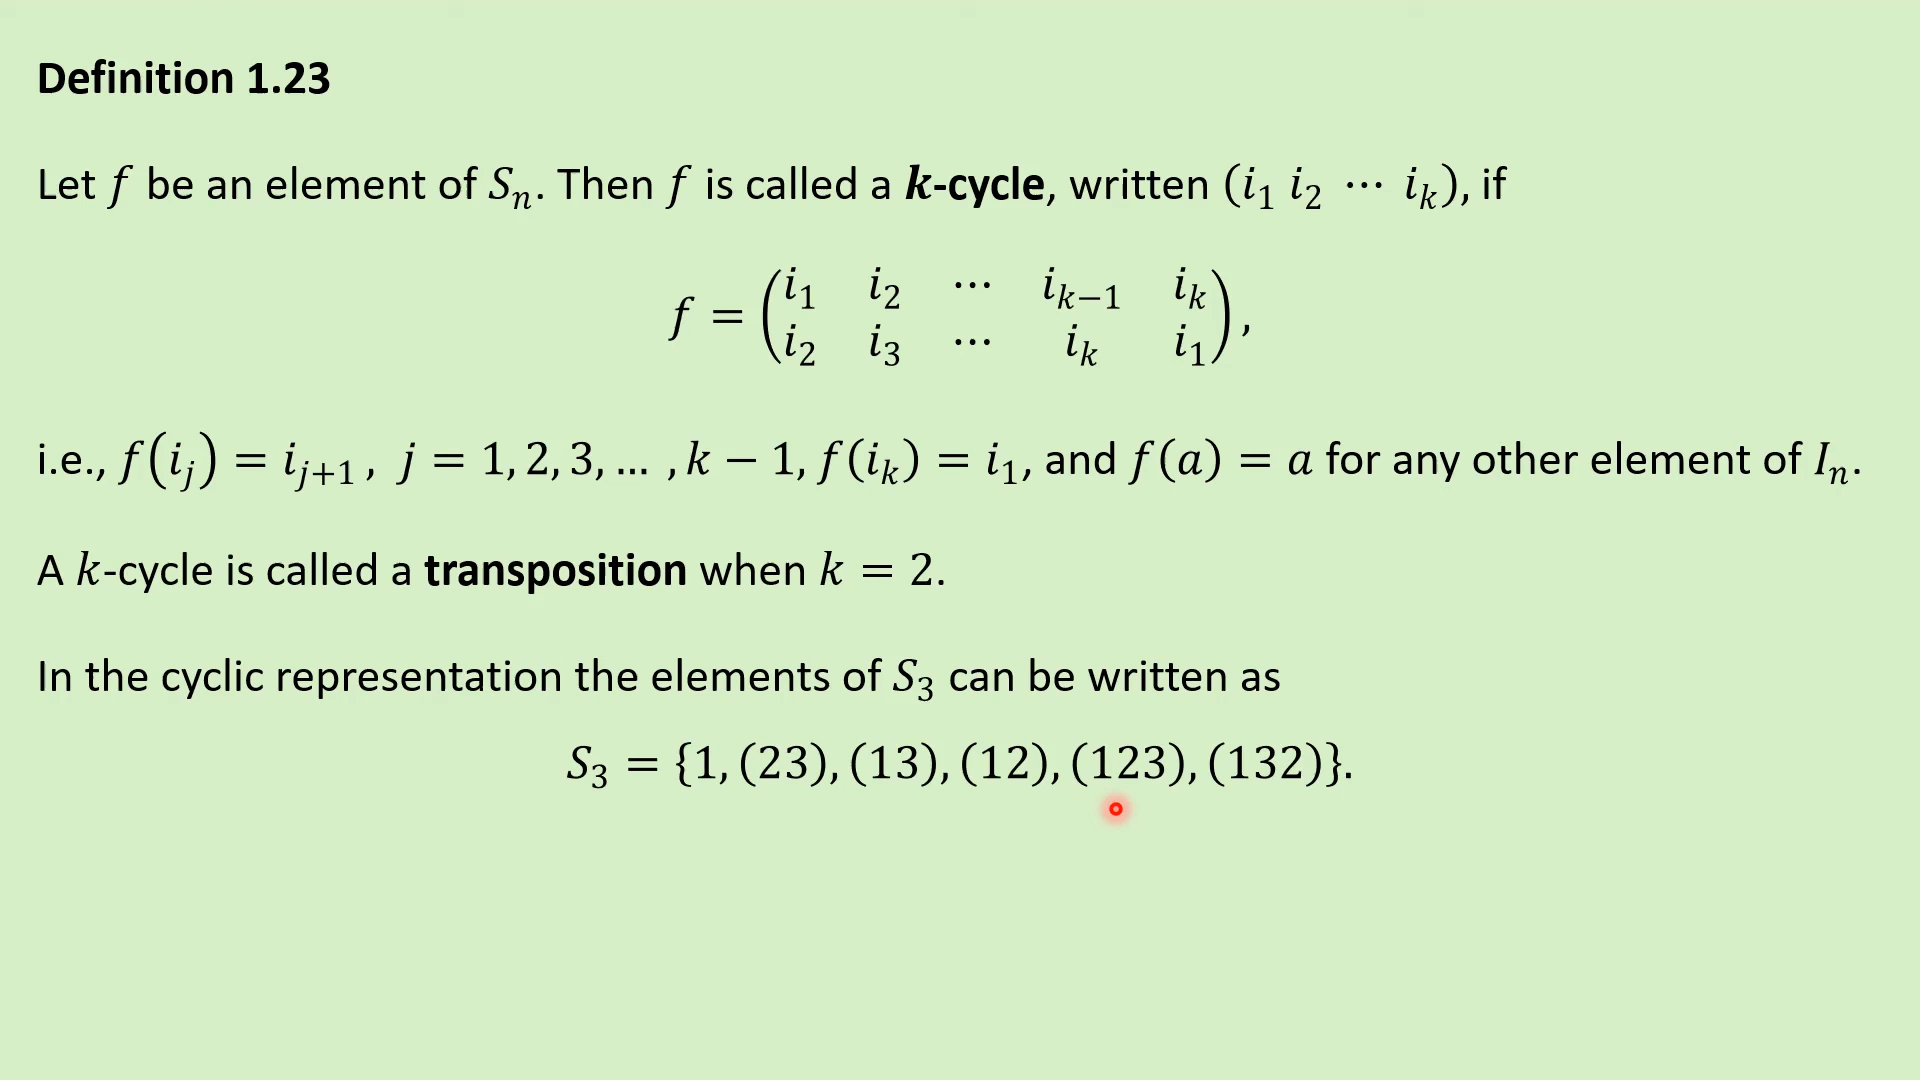 Definition 1.23
Let f be an element of Sₙ. Then f is called a k-cycle, written (i₁ i₂ ⋯ iₖ), if
f = (i₁ i₂ ⋯ iₖ₋₁ iₖ
i₂ i₃ ⋯ iₖ i₁),
i.e., f(iⱼ) = iⱼ₊₁ , j = 1, 2, 3, … , k − 1, f(iₖ) = i₁, and f(a) = a for any other element of Iₙ.
A k-cycle is called a transposition when k = 2.
In the cyclic representation the elements of S₃ can be written as
S₃ = {1, (23), (13), (12), (123), (132)}.